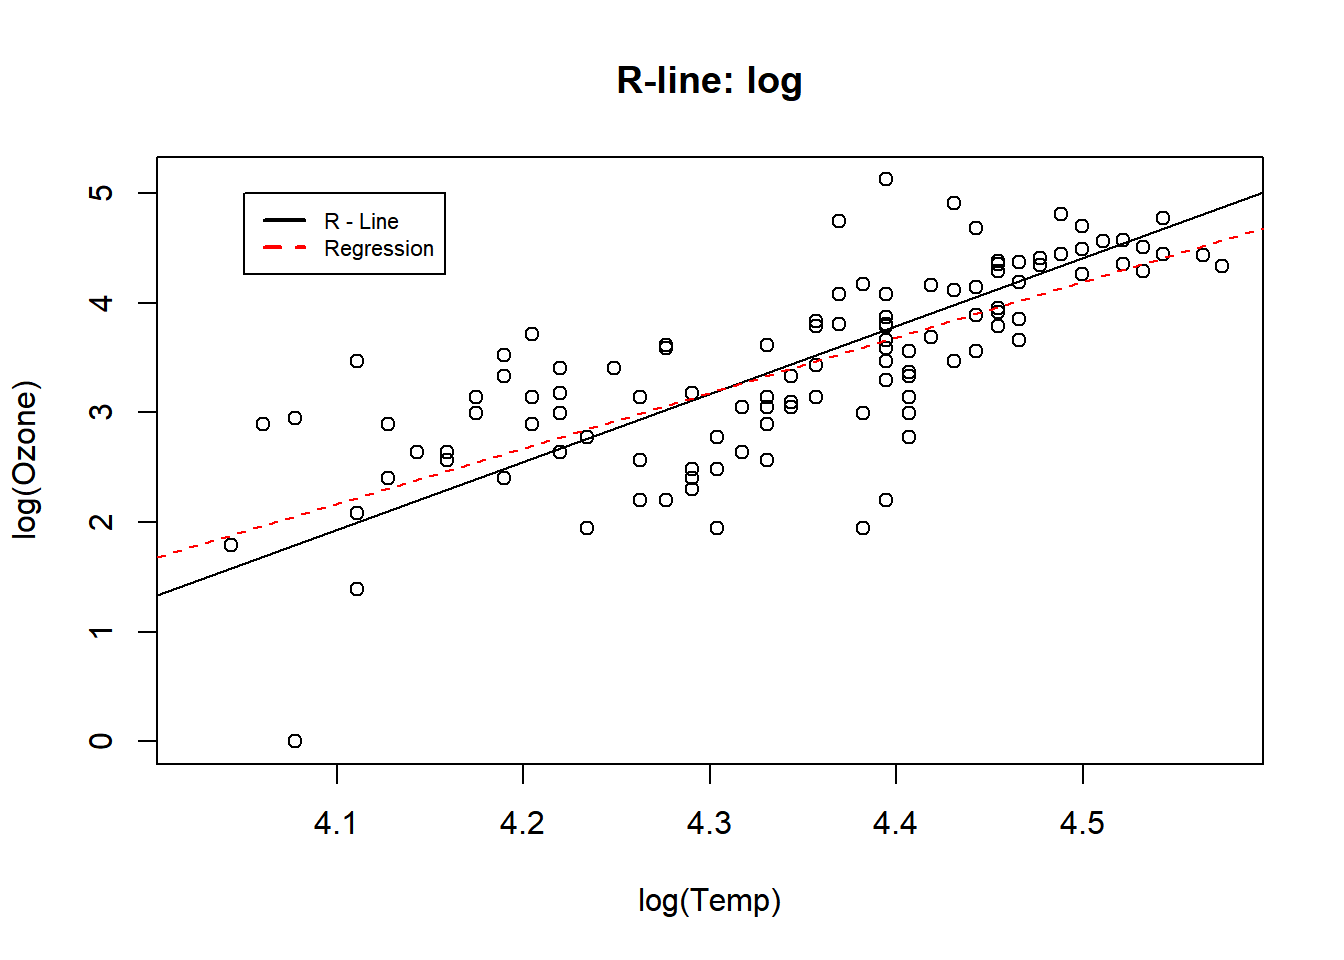 R-line: log
R - Line
Regression
log(Ozone)
5
4
3
2
1
0
4.1 4.2 4.3 4.4 4.5
log(Temp)